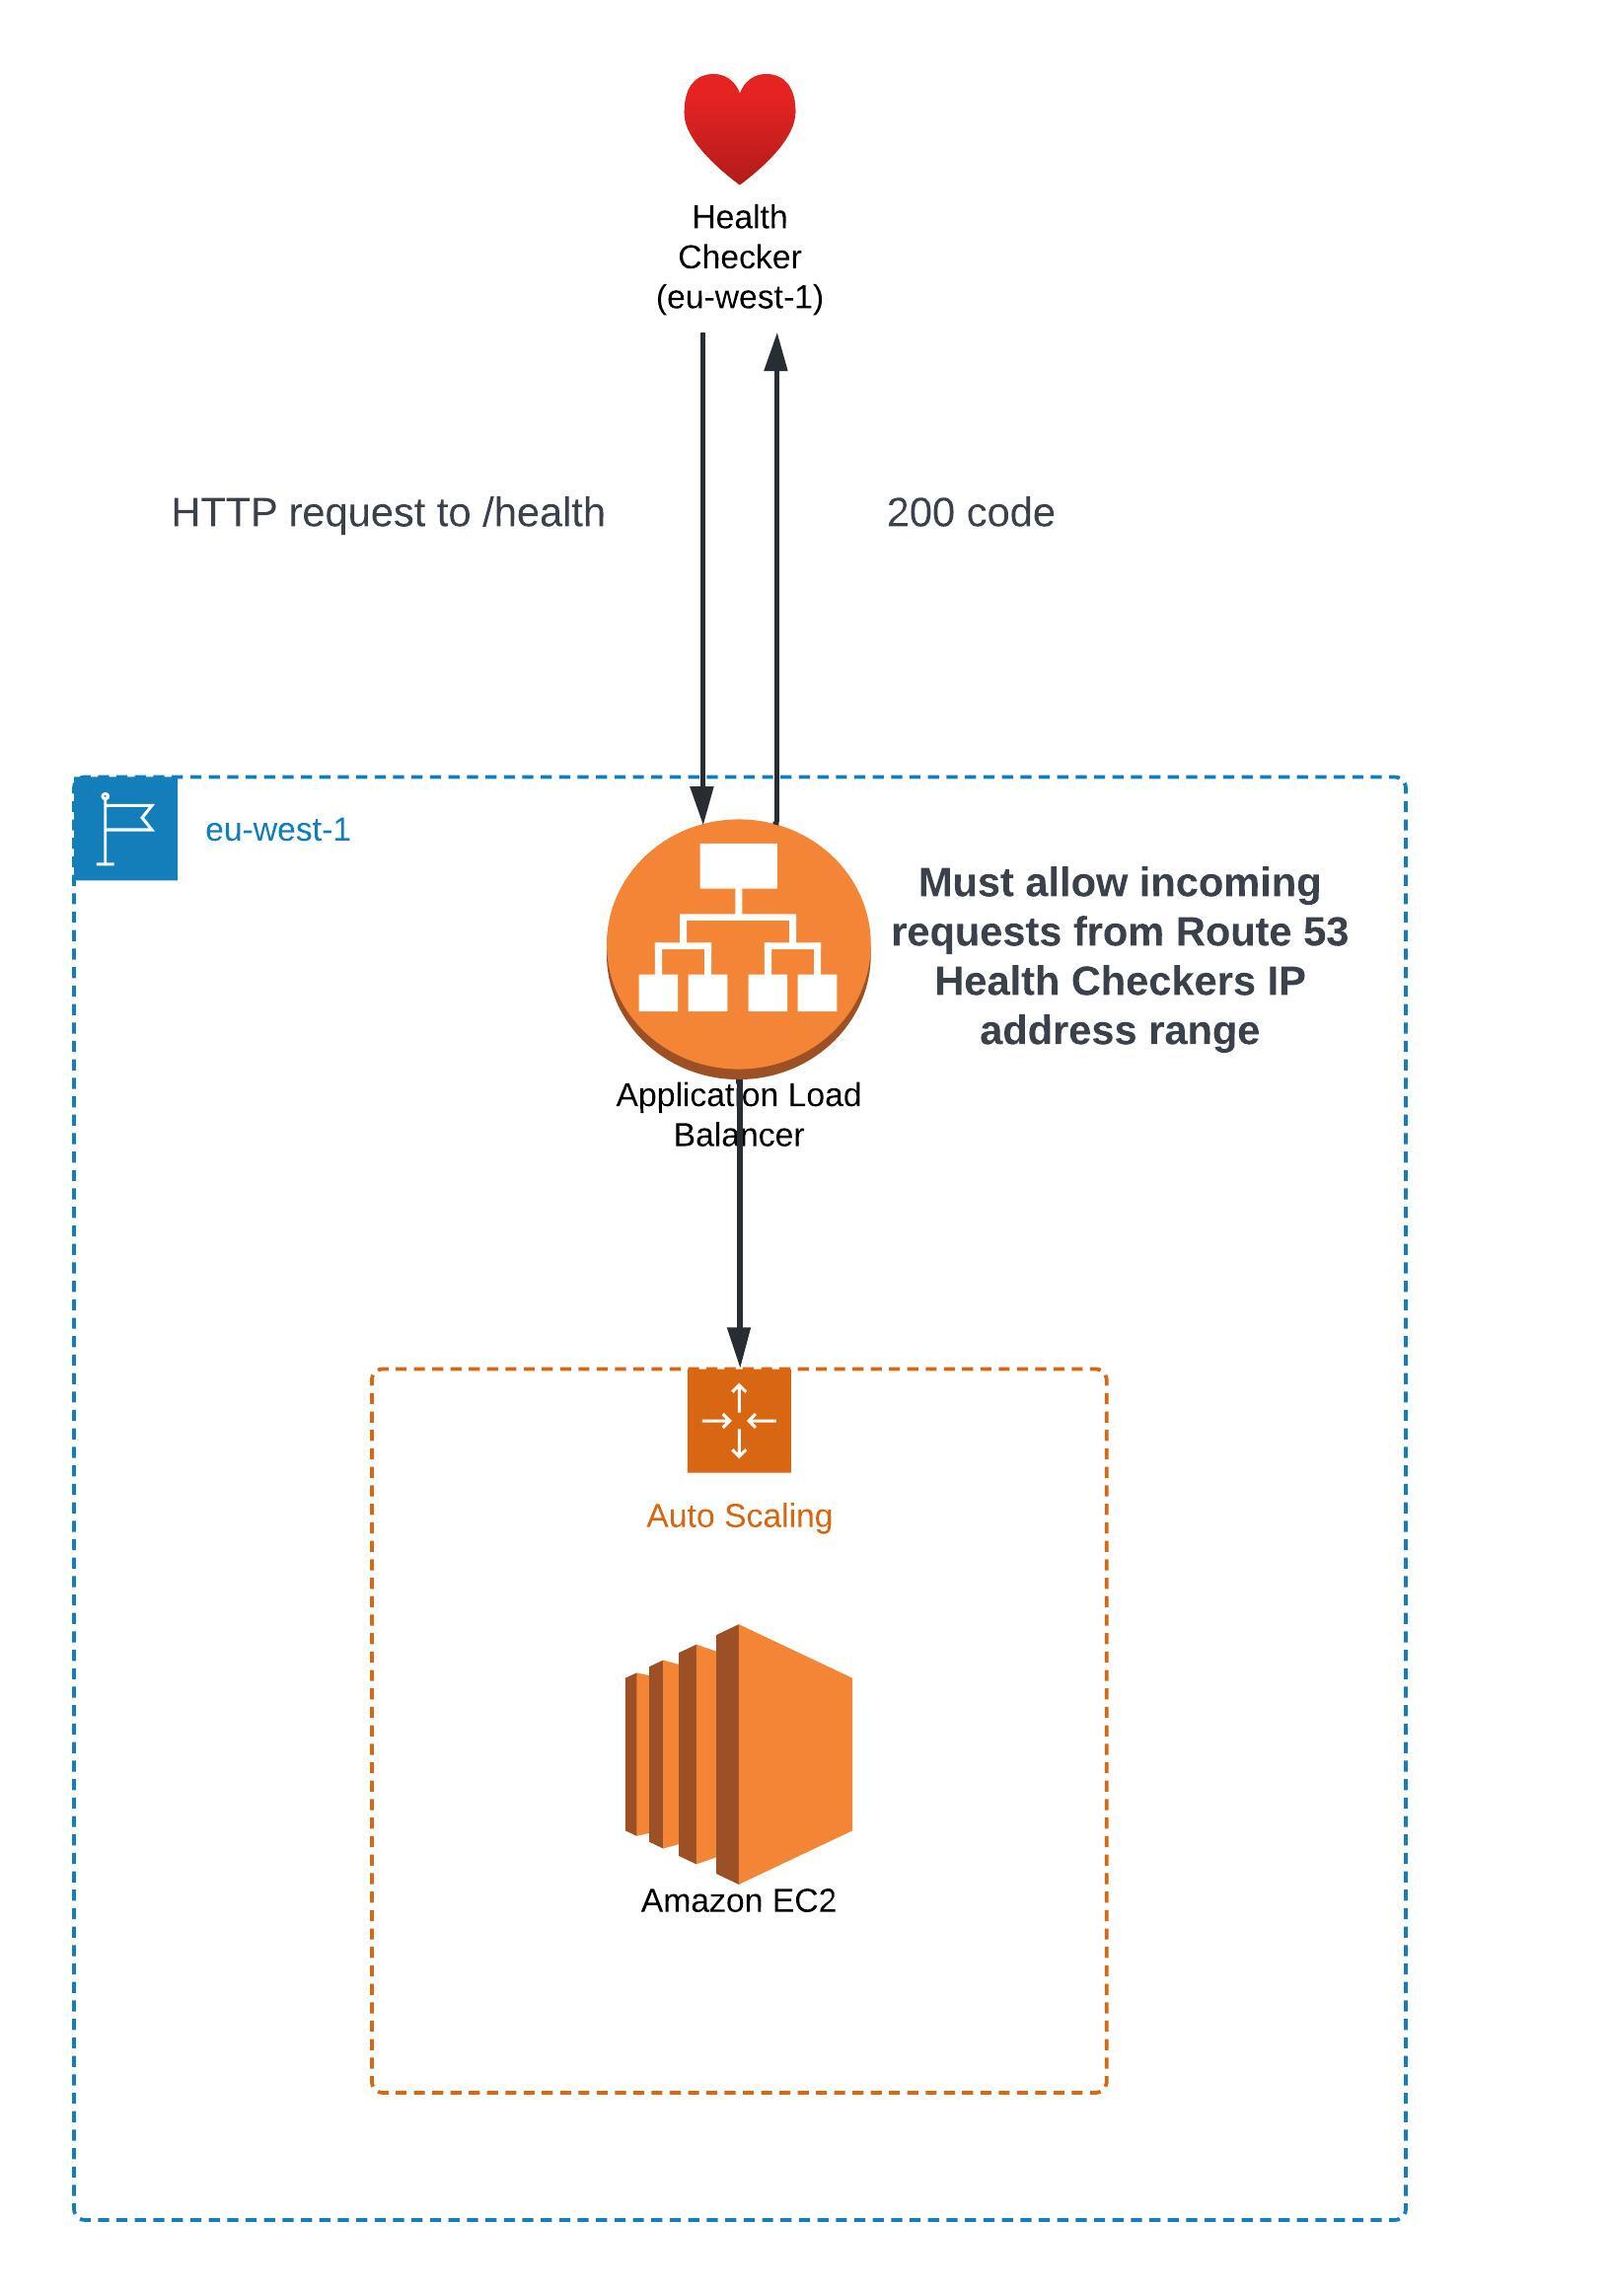 Health
Checker
(eu-west-1)
HTTP request to /health
200 code
eu-west-1
Must allow incoming
requests from Route 53
Health Checkers IP
address range
Application Load
Balancer
Auto Scaling
Amazon EC2